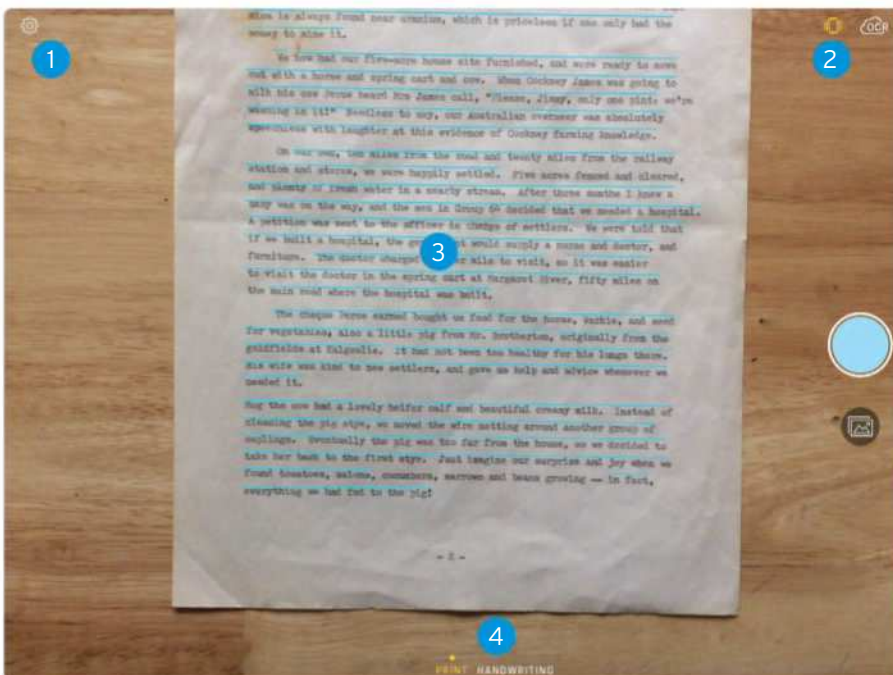 mica is always found near uranium, which is priceless if one only had the
money to mine it.
We now had our five-acre house site furnished, and were ready to move
out with a horse and spring cart and cow. When Cockney James was going to
milk his cow Perce heard Mrs James call, "Please, Jimmy, only one pint: we're
washing in it!" Needless to say, our Australian overseer was absolutely
speechless with laughter at this evidence of Cockney farming knowledge.
On our own, ten miles from the road and twenty miles from the railway
station and stores, we were happily settled. Five acres fenced and cleared,
and plenty of fresh water in a nearby stream. After three months I knew a
baby was on the way, and the men in Group decided that we needed a hospital.
A petition was sent to the officer in charge of settlers. We were told that
if we built a hospital, the would supply a nurse and doctor, and
furniture. The doctor charged mile to visit, so it was easier
to visit the doctor in the spring cart at Margaret River, fifty miles on
the main road where the hospital was built.
The cheque Perce earned bought us food for the horse, and seed
for vegetables, also a little pig from Mr. Brotherton, originally from the
goldfields at Kalgoorlie. It had not been too healthy for his lungs there.
His wife was kind to new settlers, and gave me help and advice whenever we
needed it.
the cow had a lovely heifer calf and beautiful creamy milk. Instead of
cleaning the pig stye, we moved the wire netting around another group of
saplings. Eventually the pig was too far from the house, so we decided to
take her back to the first stye. Just imagine our surprise and joy when we
found tomatoes, melons, cucumbers, marrows and beans growing — in fact,
everything we had fed to the pig!
- 2 -
1
2
OCR
3
4
PRINT HANDWRITING